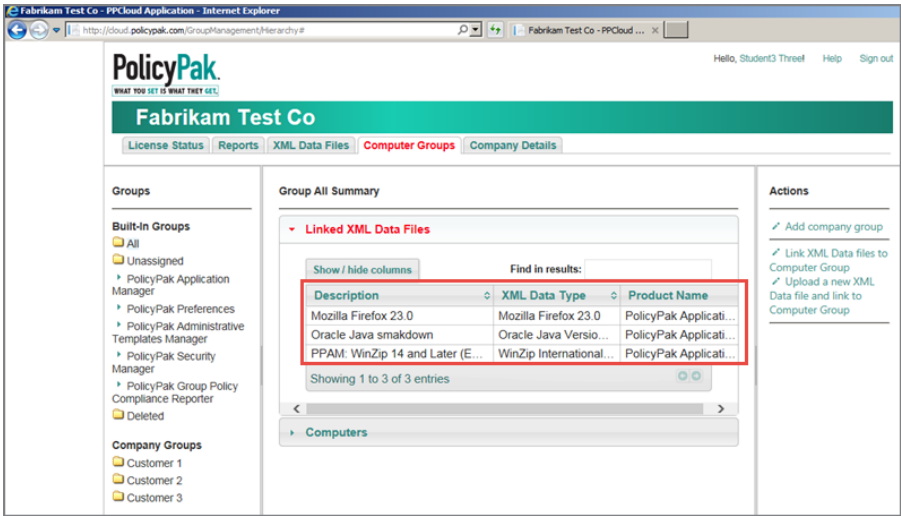 Fabrikam Test Co - PPCloud Application - Internet Explorer
http://cloud.policypak.com/GroupManagement/Hierarchy#
Fabrikam Test Co - PPCloud ...
PolicyPak
WHAT YOU SET IS WHAT THEY GET.
Hello, Student3 Three! Help Sign out
Fabrikam Test Co
License Status Reports XML Data Files Computer Groups Company Details
Groups
Built-In Groups
All
Unassigned
PolicyPak Application
Manager
PolicyPak Preferences
PolicyPak Administrative
Templates Manager
PolicyPak Security
Manager
PolicyPak Group Policy
Compliance Reporter
Deleted
Company Groups
Customer 1
Customer 2
Customer 3
Group All Summary
Linked XML Data Files
Show / hide columns Find in results:
Description XML Data Type Product Name
Mozilla Firefox 23.0 Mozilla Firefox 23.0 PolicyPak Applicati...
Oracle Java smakdown Oracle Java Versio... PolicyPak Applicati...
PPAM: WinZip 14 and Later (E... WinZip International... PolicyPak Applicati...
Showing 1 to 3 of 3 entries
Computers
Actions
Add company group
Link XML Data files to
Computer Group
Upload a new XML
Data file and link to
Computer Group